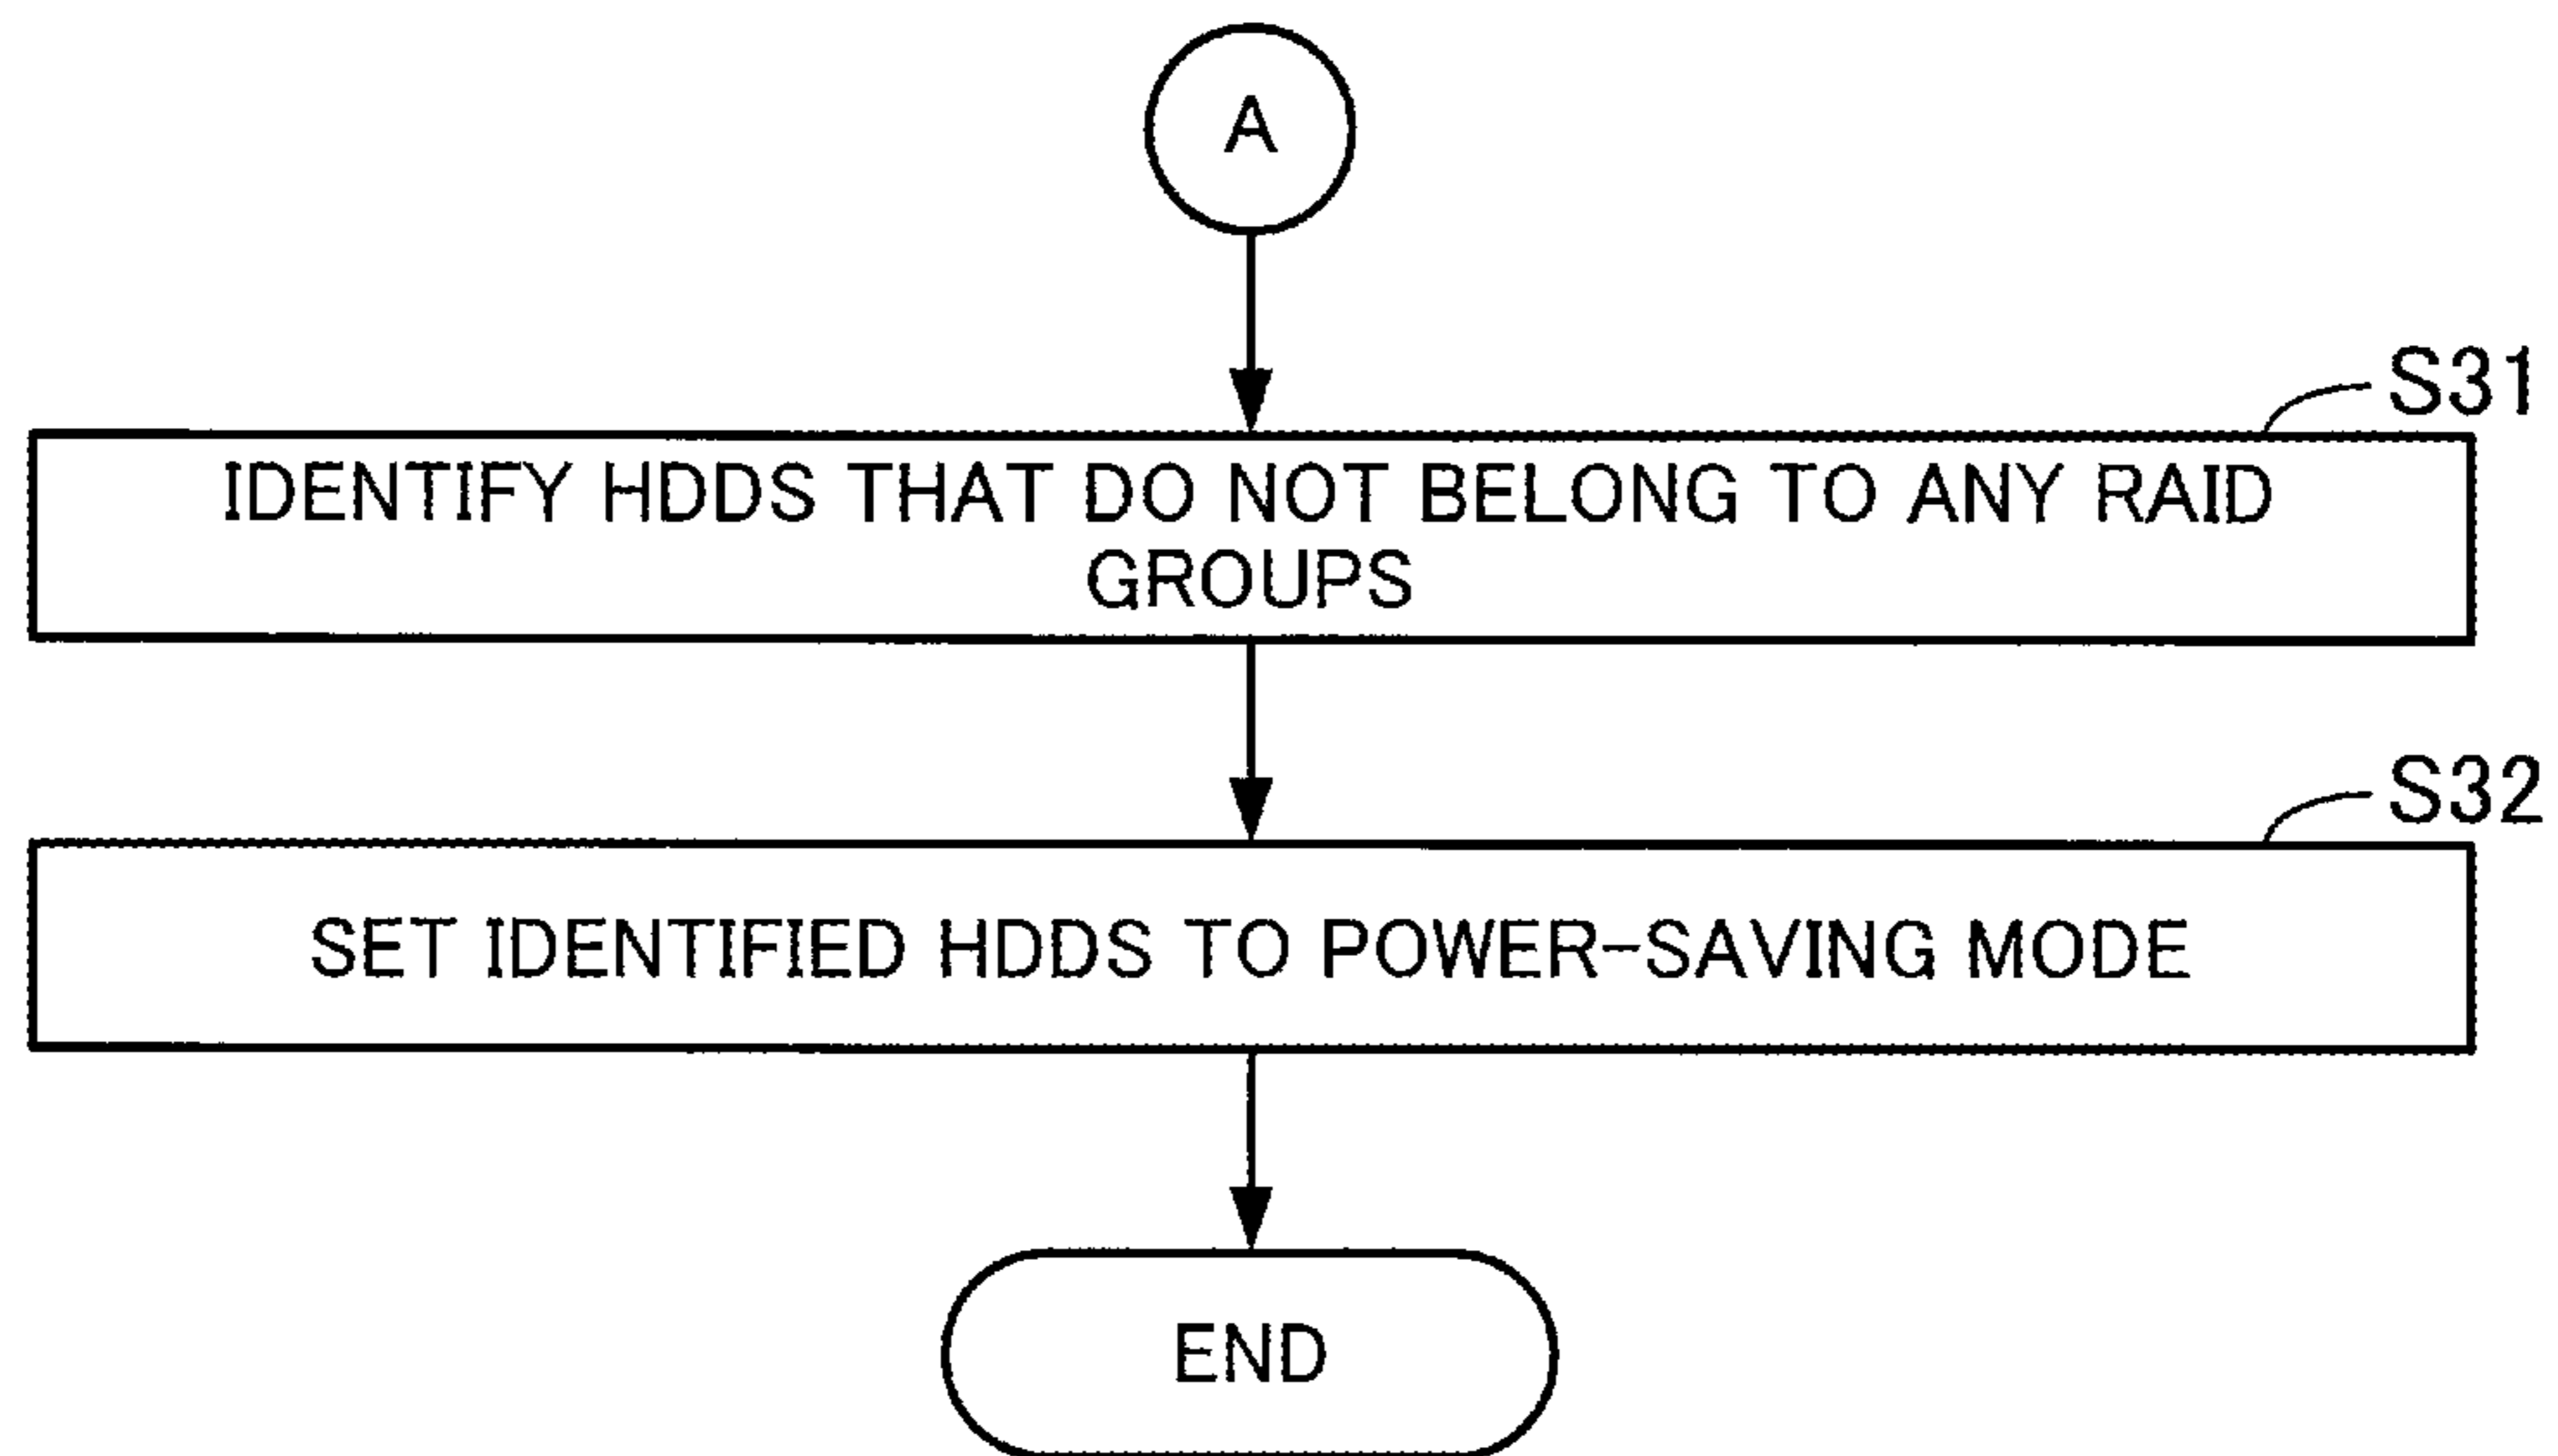 A
S31
IDENTIFY HDDS THAT DO NOT BELONG TO ANY RAID
GROUPS
S32
SET IDENTIFIED HDDS TO POWER-SAVING MODE
END